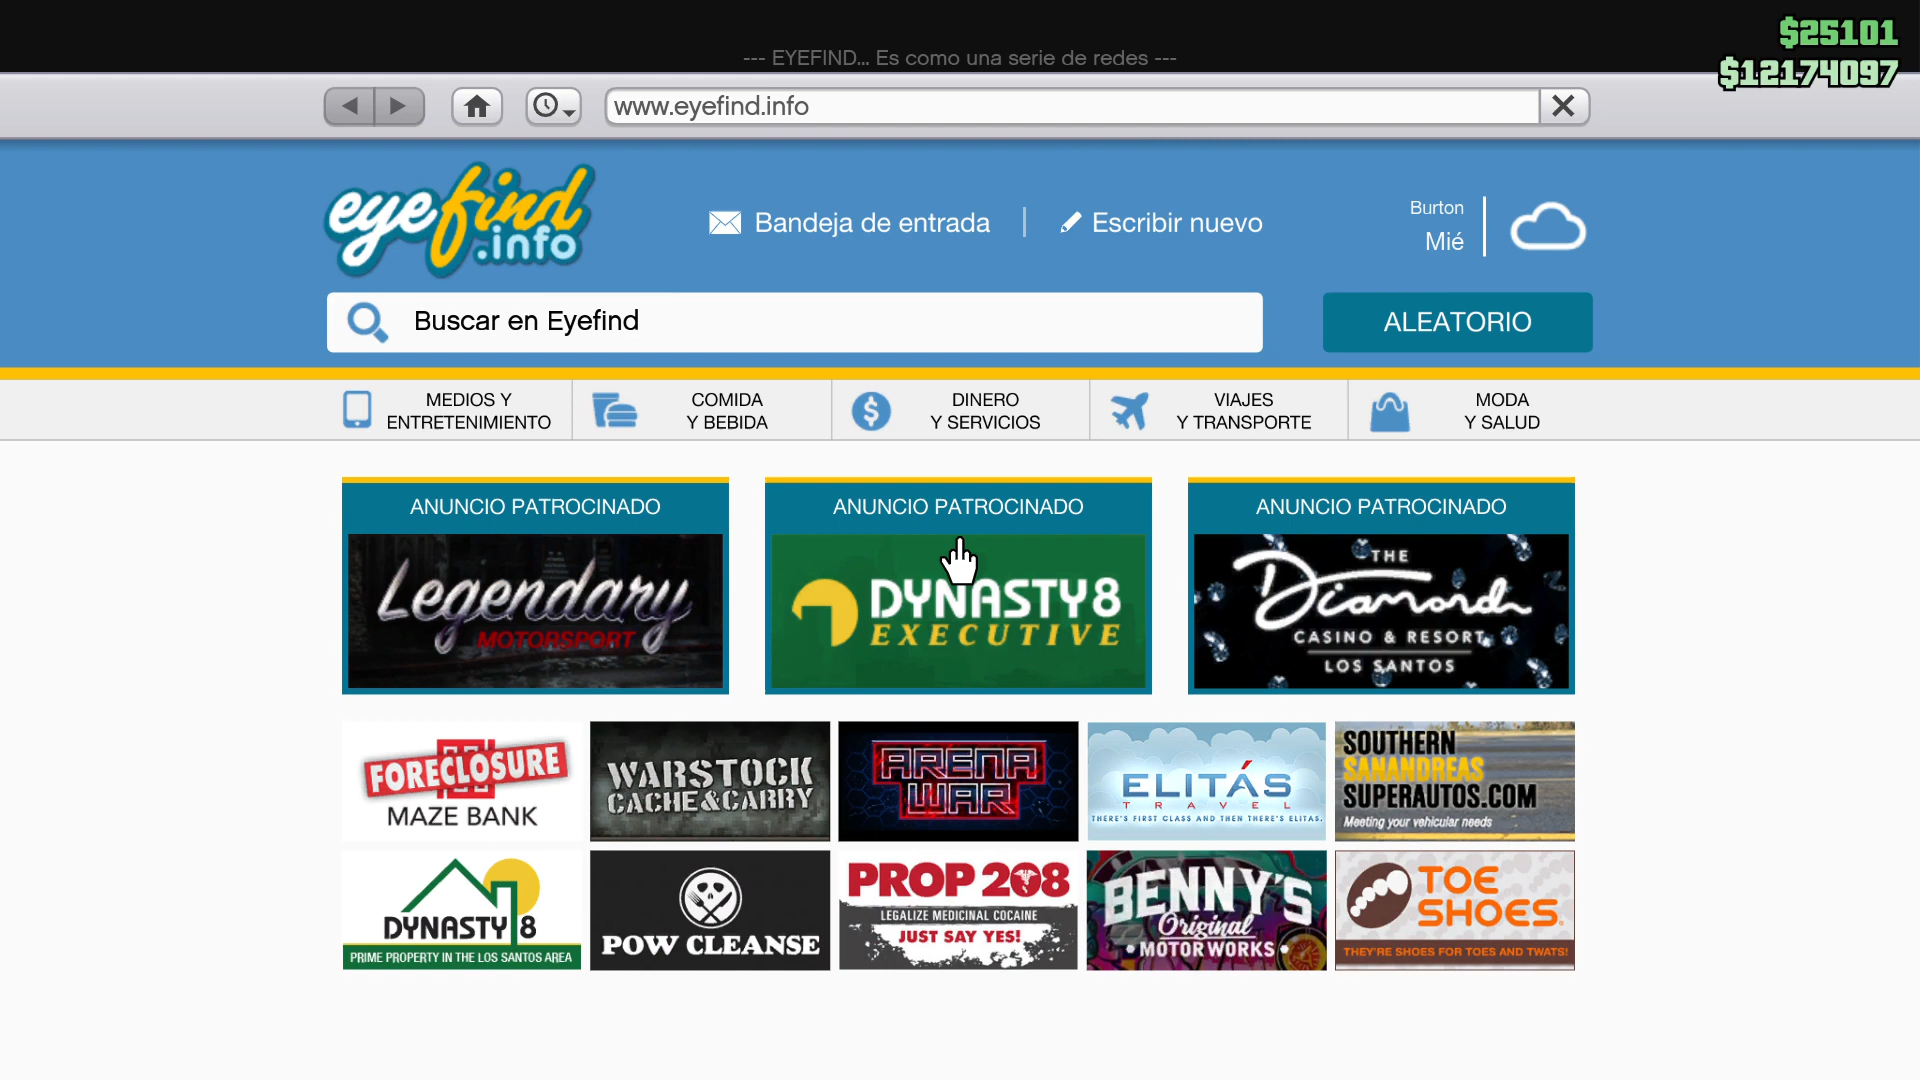 $25101
--- EYEFIND... Es como una serie de redes ---
$12174097
www.eyefind.info
eyefind
.info
Bandeja de entrada
Escribir nuevo
Burton
Mié
Buscar en Eyefind
ALEATORIO
MEDIOS Y
ENTRETENIMIENTO
COMIDA
Y BEBIDA
DINERO
Y SERVICIOS
VIAJES
Y TRANSPORTE
MODA
Y SALUD
ANUNCIO PATROCINADO
Legendary
MOTORSPORT
ANUNCIO PATROCINADO
DYNASTY8
EXECUTIVE
ANUNCIO PATROCINADO
THE
Diamond
CASINO & RESORT
LOS SANTOS
FORECLOSURE
MAZE BANK
WARSTOCK
CACHE&CARRY
ARENA
WAR
ELITÁS
TRAVEL
THERE'S FIRST CLASS AND THEN THERE'S ELITAS.
SOUTHERN
SANANDREAS
SUPERAUTOS.COM
Meeting your vehicular needs
DYNASTY 8
PRIME PROPERTY IN THE LOS SANTOS AREA
POW CLEANSE
PROP 208
LEGALIZE MEDICINAL COCAINE
JUST SAY YES!
BENNY'S
Original
MOTOR WORKS
TOE
SHOES
THEY'RE SHOES FOR TOES AND TWATS!